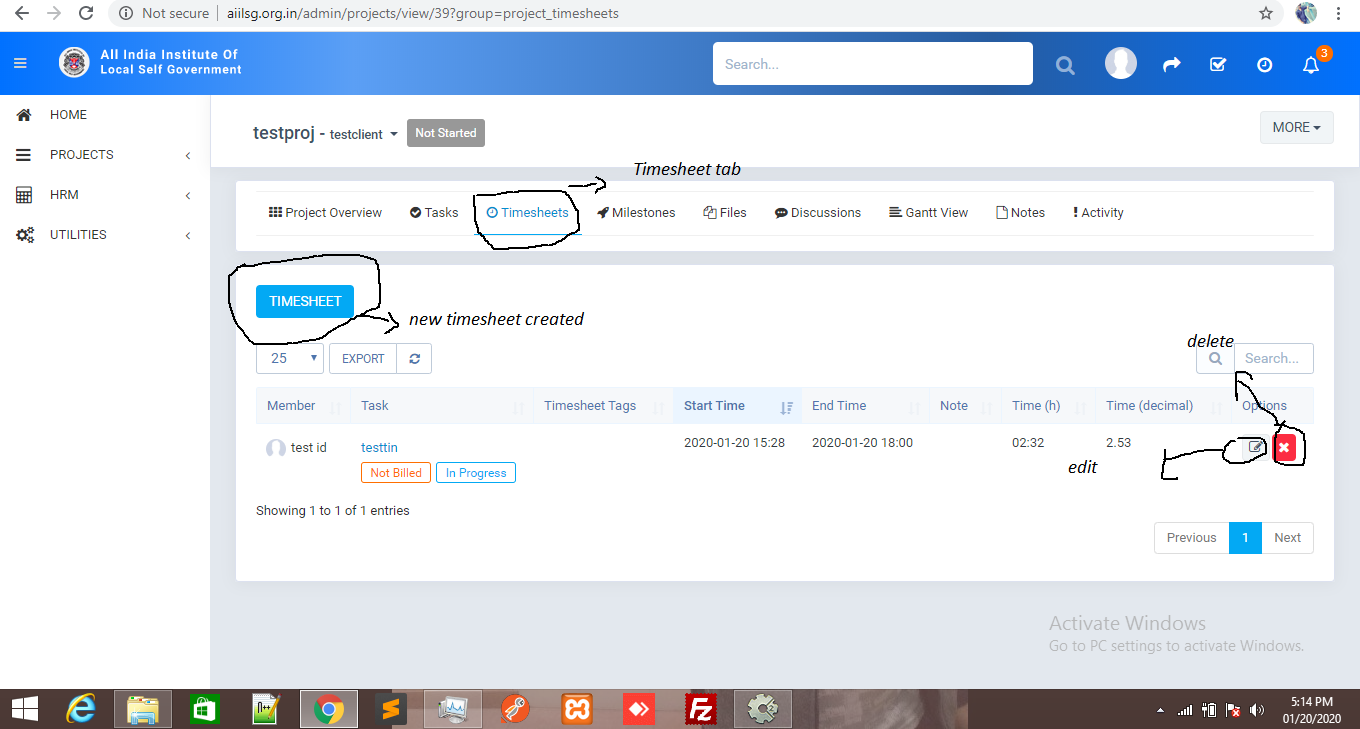 Not secure | aiilsg.org.in/admin/projects/view/39?group=project_timesheets
All India Institute Of
Local Self Government
Search...
3
HOME
PROJECTS
HRM
UTILITIES
testproj - testclient
Not Started
MORE
Timesheet tab
Project Overview Tasks Timesheets Milestones Files Discussions Gantt View Notes Activity
TIMESHEET
new timesheet created
delete
25 EXPORT Search...
Member Task Timesheet Tags Start Time End Time Note Time (h) Time (decimal) Options
test id testtin 2020-01-20 15:28 2020-01-20 18:00 02:32 2.53
edit
Not Billed In Progress
Showing 1 to 1 of 1 entries
Previous 1 Next
Activate Windows
Go to PC settings to activate Windows.
5:14 PM
01/20/2020